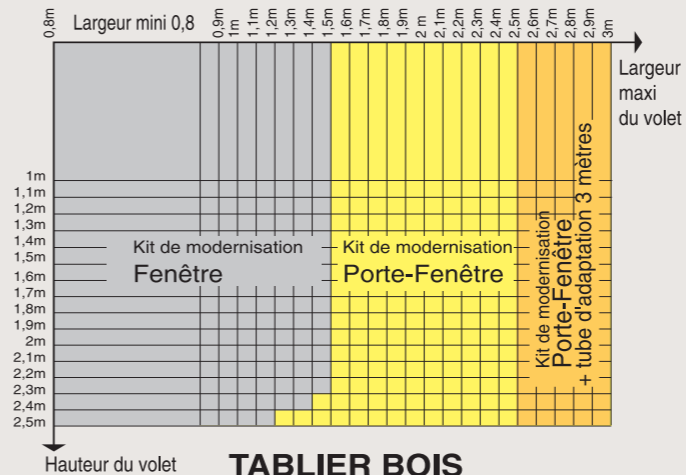 0,8m
Largeur mini 0,8
0,9m
1m
1,1m
1,2m
1,3m
1,4m
1,5m
1,6m
1,7m
1,8m
1,9m
2 m
2,1m
2,2m
2,3m
2,4m
2,5m
2,6m
2,7m
2,8m
2,9m
3m
Largeur
maxi
du volet
1m
1,1m
1,2m
1,3m
1,4m
1,5m
1,6m
1,7m
1,8m
1,9m
2m
2,1m
2,2m
2,3m
2,4m
2,5m
Kit de modernisation
Fenêtre
Kit de modernisation
Porte-Fenêtre
Kit de modernisation
Porte-Fenêtre
+ tube d'adaptation 3 mètres
Hauteur du volet
TABLIER BOIS